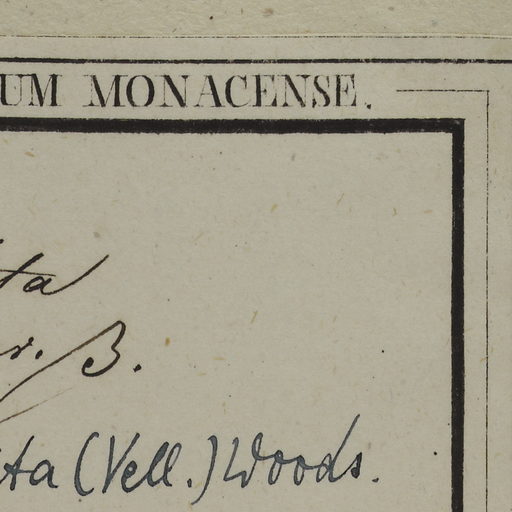 UM MONACENSE.
ta
r. β.
ta (Vell.) Woods.